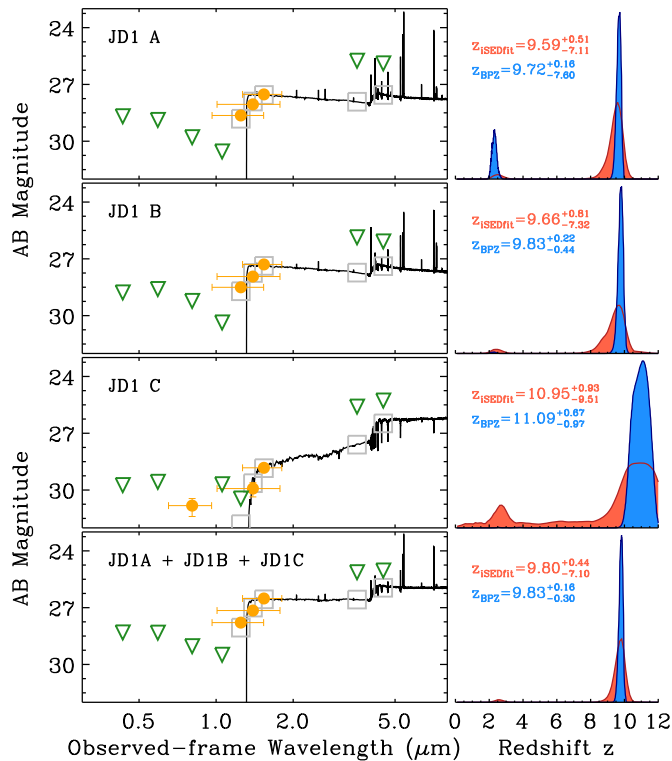 JD1 A
24
27
30
AB Magnitude
z_iSEDfit=9.59^{+0.51}_{-7.11}
z_BPZ=9.72^{+0.16}_{-7.60}
JD1 B
24
27
30
z_iSEDfit=9.66^{+0.81}_{-7.32}
z_BPZ=9.83^{+0.22}_{-0.44}
JD1 C
24
27
30
AB Magnitude
z_iSEDfit=10.95^{+0.93}_{-9.51}
z_BPZ=11.09^{+0.67}_{-0.97}
JD1A + JD1B + JD1C
24
27
30
z_iSEDfit=9.80^{+0.44}_{-7.10}
z_BPZ=9.83^{+0.16}_{-0.30}
0.5 1.0 2.0 5.0
0 2 4 6 8 10 12
Observed-frame Wavelength (μm)
Redshift z